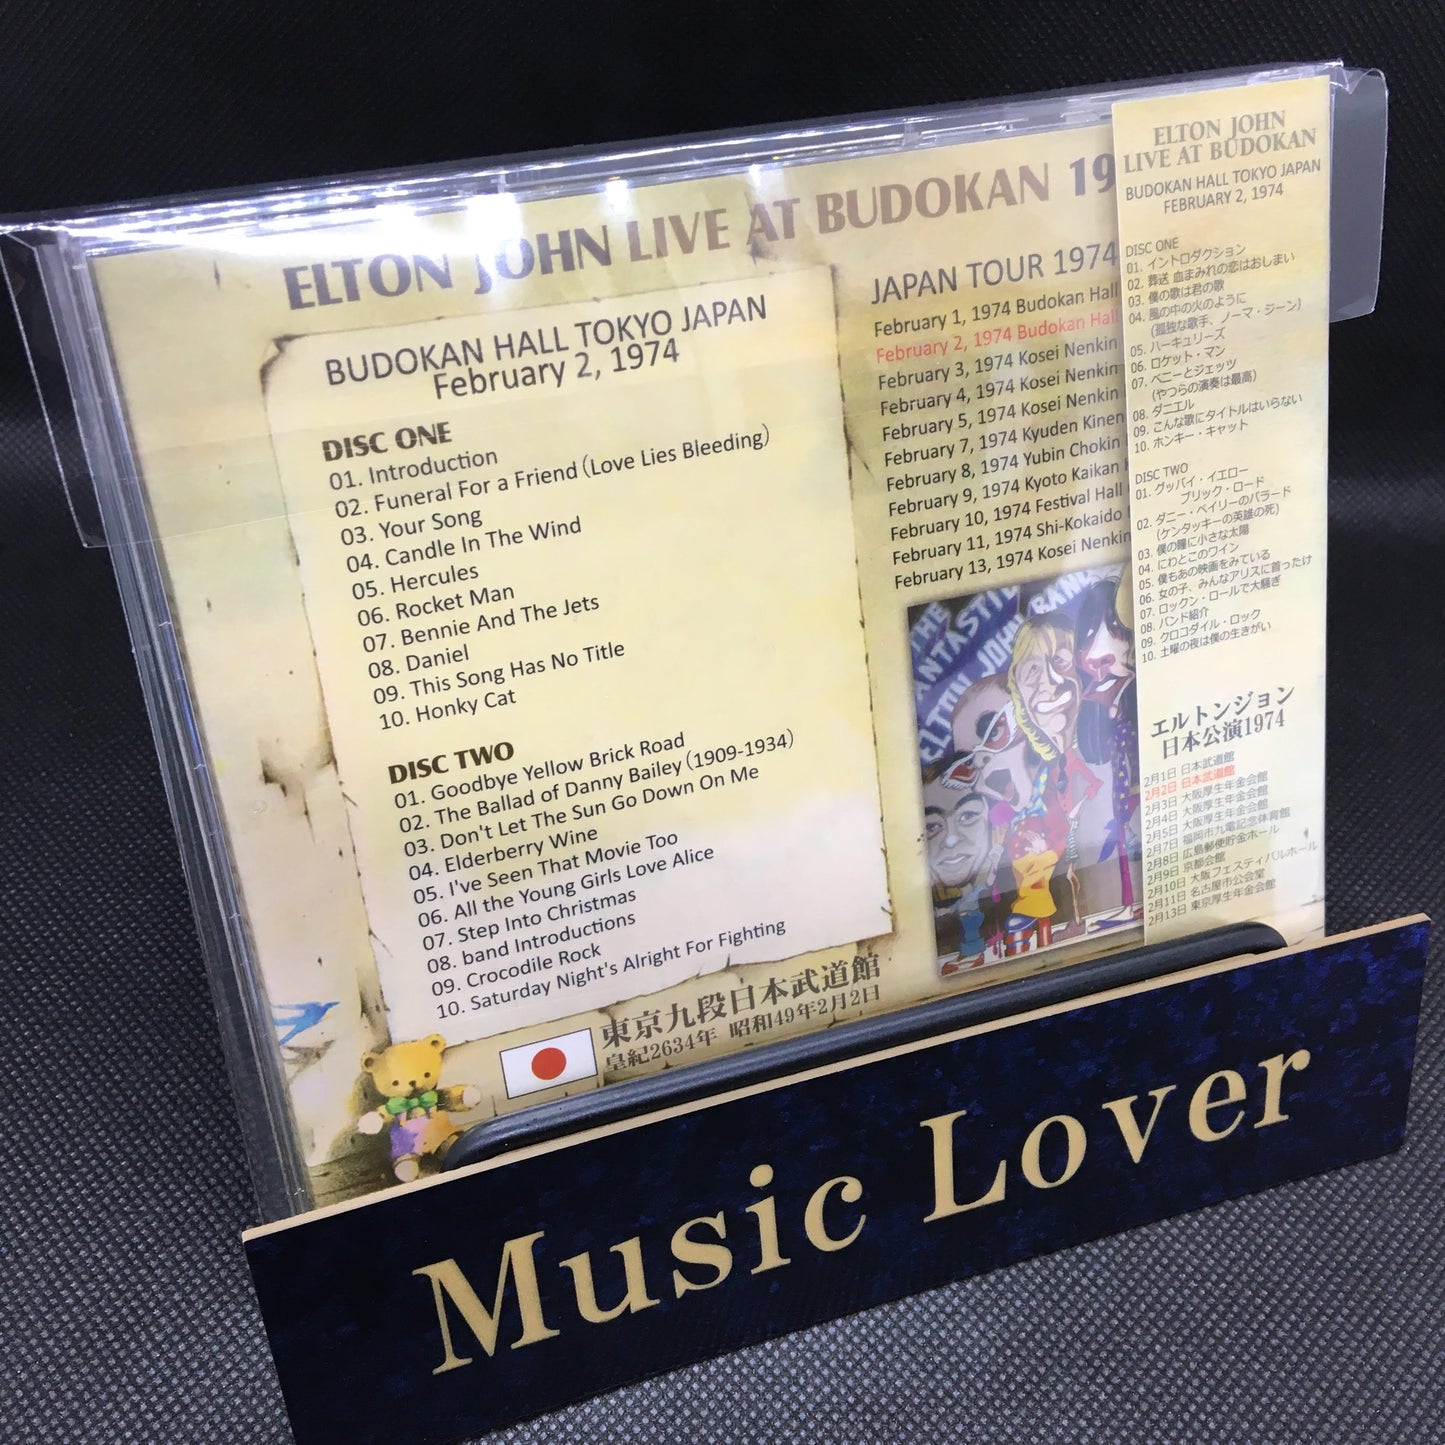 ELTON JOHN LIVE AT BUDOKAN 19
BUDOKAN HALL TOKYO JAPAN
February 2, 1974
DISC ONE
01. Introduction
02. Funeral For a Friend (Love Lies Bleeding)
03. Your Song
04. Candle In The Wind
05. Hercules
06. Rocket Man
07. Bennie And The Jets
08. Daniel
09. This Song Has No Title
10. Honky Cat
DISC TWO
01. Goodbye Yellow Brick Road
02. The Ballad of Danny Bailey (1909-1934)
03. Don't Let The Sun Go Down On Me
04. Elderberry Wine
05. I've Seen That Movie Too
06. All the Young Girls Love Alice
07. Step Into Christmas
08. band Introductions
09. Crocodile Rock
10. Saturday Night's Alright For Fighting
東京九段日本武道館
皇紀2634年 昭和49年2月2日
JAPAN TOUR 1974
February 1, 1974 Budokan Hall
February 2, 1974 Budokan Hall
February 3, 1974 Kosei Nenkin
February 4, 1974 Kosei Nenkin
February 5, 1974 Kosei Nenkin
February 7, 1974 Kyuden Kinen
February 8, 1974 Yubin Chokin
February 9, 1974 Kyoto Kaikan
February 10, 1974 Festival Hall
February 11, 1974 Shi-Kokaido
February 13, 1974 Kosei Nenkin
THE
FANTASTIC
ELTON JOHN BAND
ELTON JOHN
LIVE AT BUDOKAN
BUDOKAN HALL TOKYO JAPAN
FEBRUARY 2, 1974
DISC ONE
01. イントロダクション
02. 葬送 血まみれの恋はおしまい
03. 僕の歌は君の歌
04. 風の中の火のように
(孤独な歌手、ノーマ・ジーン)
05. ハーキュリーズ
06. ロケット・マン
07. ベニーとジェッツ
(やつらの演奏は最高)
08. ダニエル
09. こんな歌にタイトルはいらない
10. ホンキー・キャット
DISC TWO
01. グッバイ・イエロー
ブリック・ロード
02. ダニー・ベイリーのバラード
(ケンタッキーの英雄の死)
03. 僕の瞳に小さな太陽
04. にわとこのワイン
05. 僕もあの映画をみている
06. 女の子、みんなアリスに首ったけ
07. ロックン・ロールで大騒ぎ
08. バンド紹介
09. クロコダイル・ロック
10. 土曜の夜は僕の生きがい
エルトンジョン
日本公演1974
2月1日 日本武道館
2月2日 日本武道館
2月3日 大阪厚生年金会館
2月4日 大阪厚生年金会館
2月5日 大阪厚生年金会館
2月7日 福岡市九電記念体育館
2月8日 広島郵便貯金ホール
2月9日 京都会館
2月10日 大阪フェスティバルホール
2月11日 名古屋市公会堂
2月13日 東京厚生年金会館
Music Lover